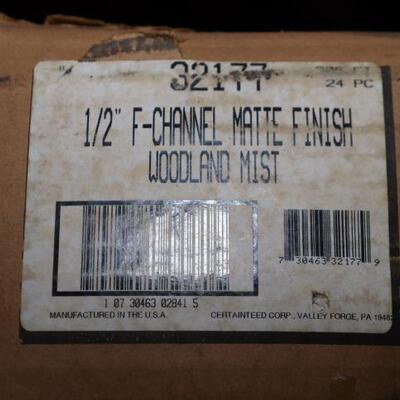 32177
24 PC
1/2" F-CHANNEL MATTE FINISH
WOODLAND MIST
7 30463 32177 9
1 07 30463 02841 5
MANUFACTURED IN THE U.S.A. CERTAINTEED CORP., VALLEY FORGE, PA 19482